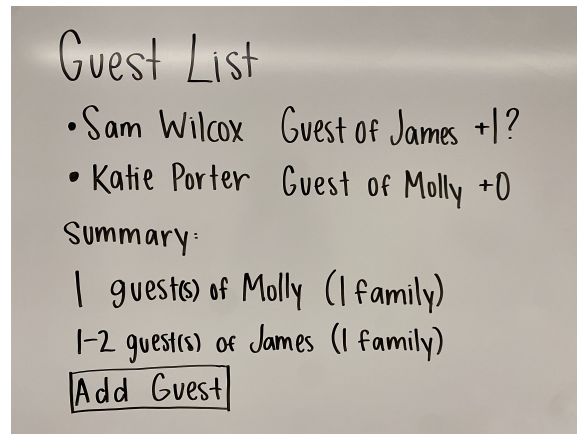 Guest List
• Sam Wilcox Guest of James +1?
• Katie Porter Guest of Molly +0
Summary:
1 guest(s) of Molly (1 family)
1-2 guest(s) of James (1 family)
Add Guest